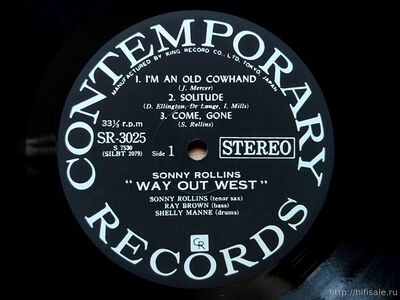 CONTEMPORARY
MANUFACTURED BY KING RECORD CO., LTD. TOKYO, JAPAN
1. I'M AN OLD COWHAND
(J. Mercer)
2. SOLITUDE
(D. Ellington, Dr Lange, I. Mills)
3. COME, GONE
(S. Rollins)
33⅓ r.p.m
SR-3025
S 7530
(SILBT 2079)
Side 1
STEREO
SONNY ROLLINS
"WAY OUT WEST"
SONNY ROLLINS (tenor sax)
RAY BROWN (bass)
SHELLY MANNE (drums)
CR
RECORDS
http://hifisale.ru